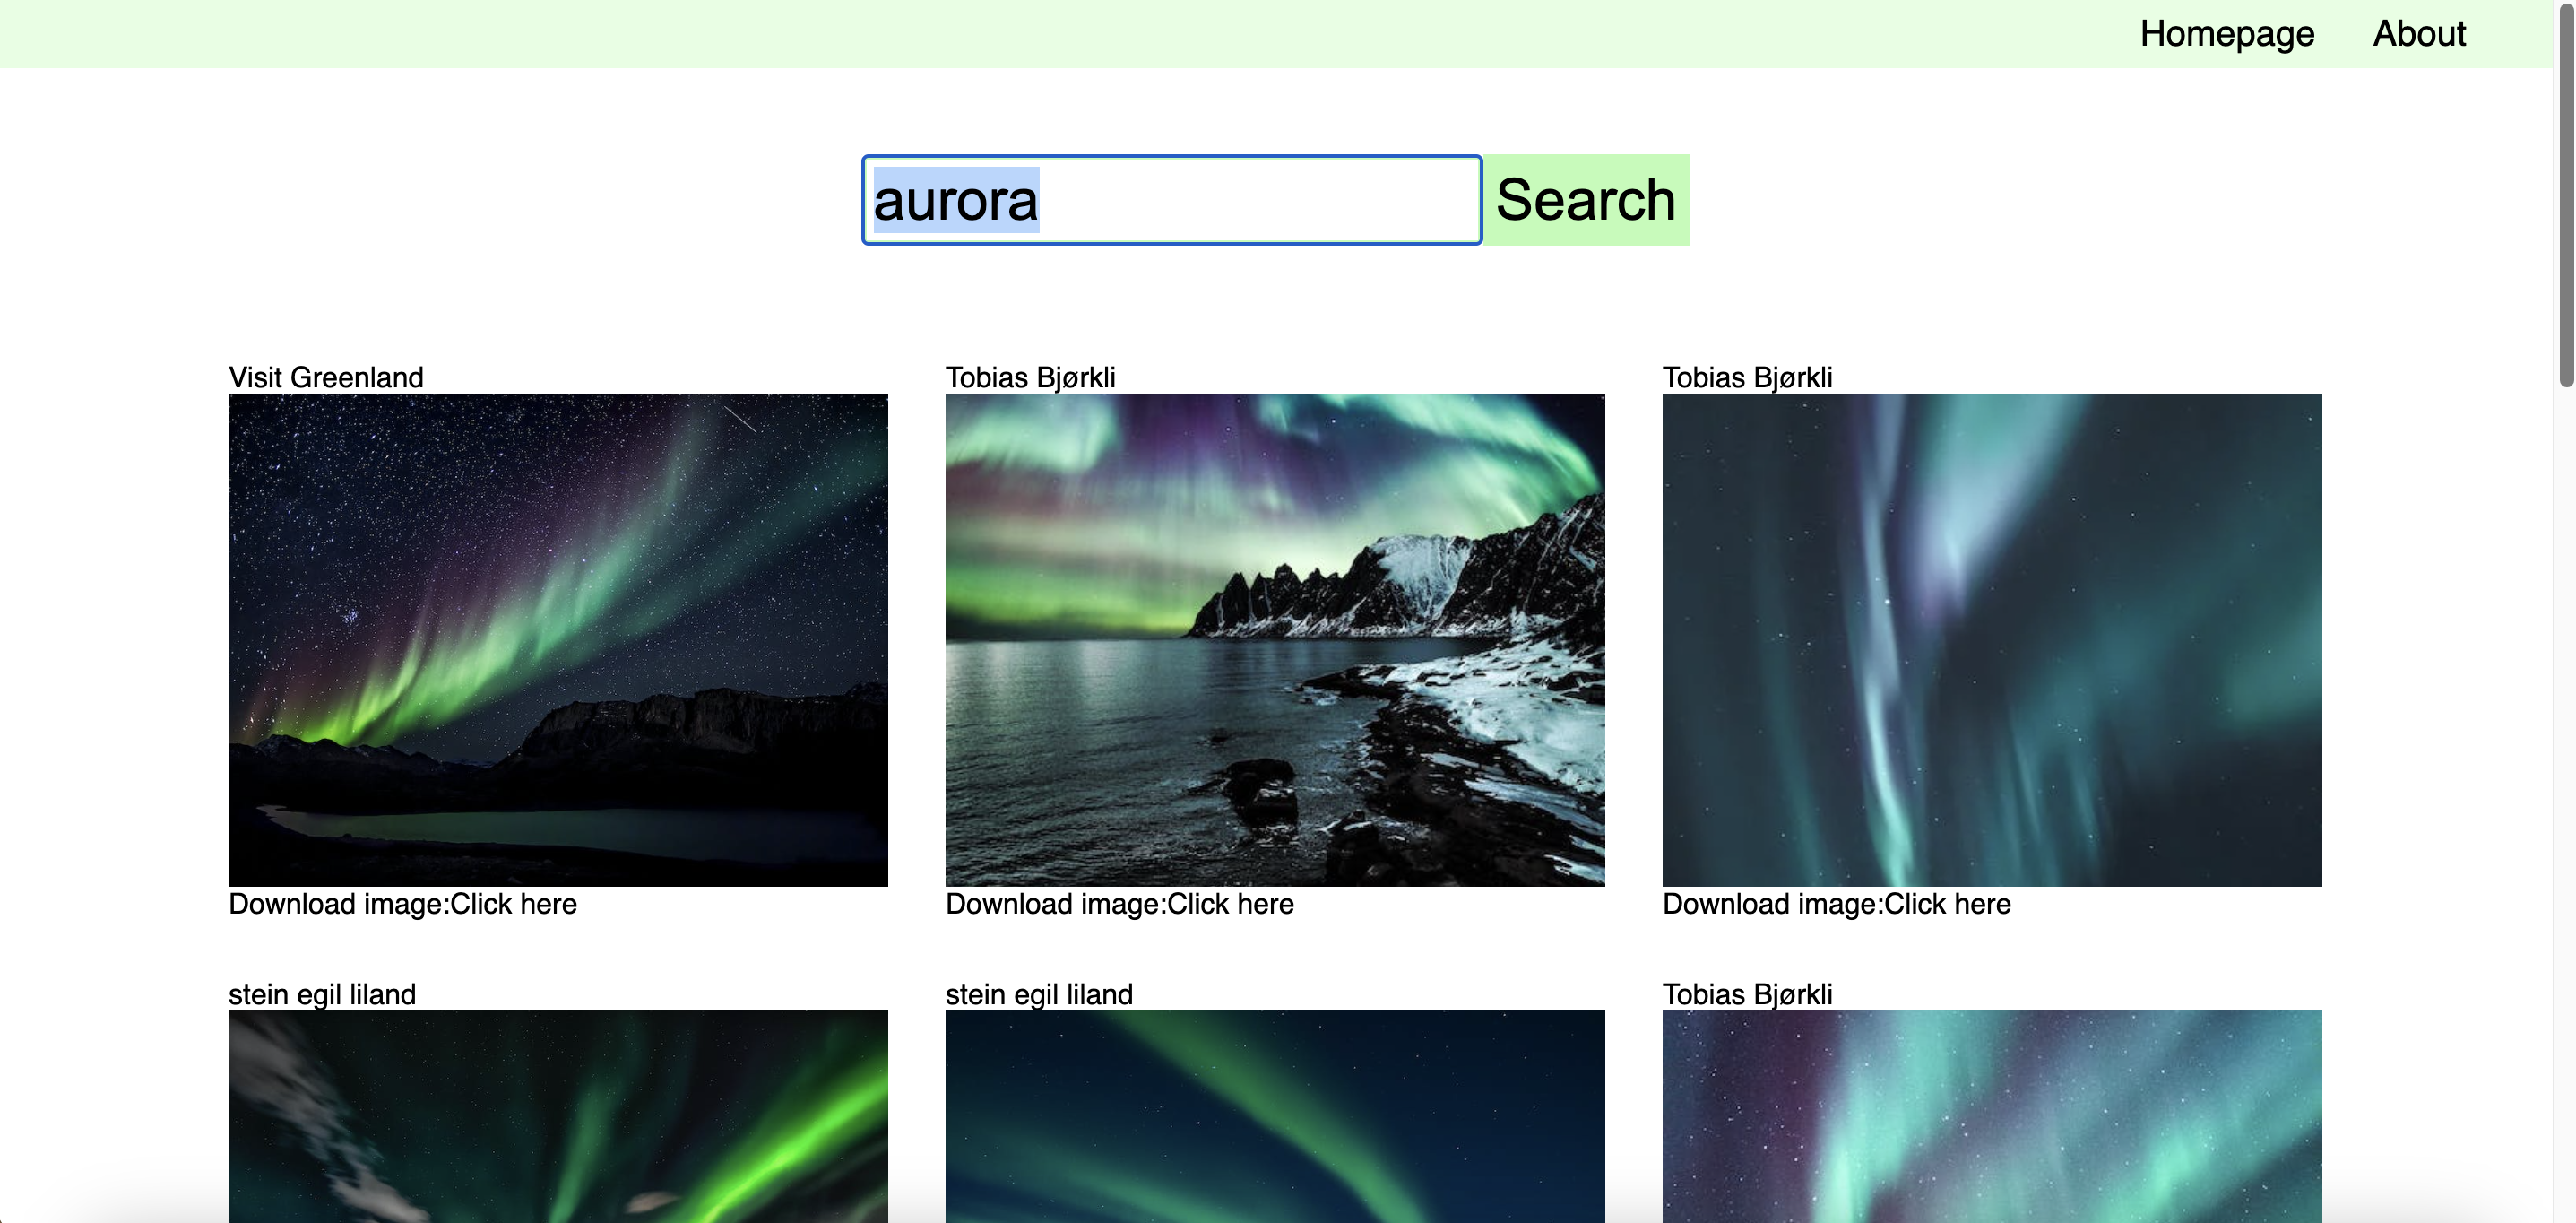 Homepage About
aurora Search
Visit Greenland Tobias Bjørkli Tobias Bjørkli
Download image:Click here Download image:Click here Download image:Click here
stein egil liland stein egil liland Tobias Bjørkli